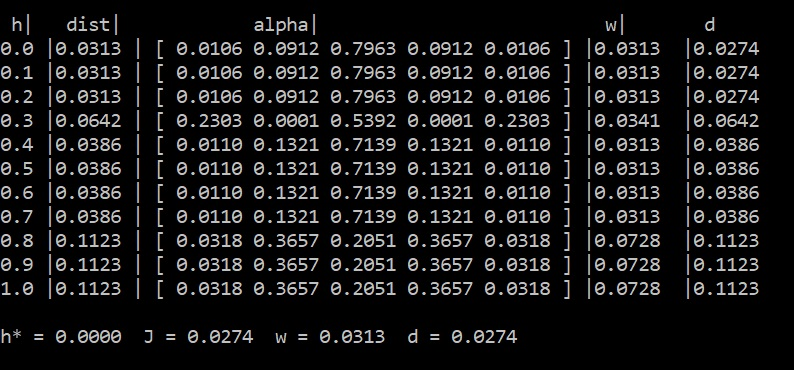 h|   dist|            alpha|                             w|        d
0.0 |0.0313 | [ 0.0106 0.0912 0.7963 0.0912 0.0106 ] |0.0313  |0.0274
0.1 |0.0313 | [ 0.0106 0.0912 0.7963 0.0912 0.0106 ] |0.0313  |0.0274
0.2 |0.0313 | [ 0.0106 0.0912 0.7963 0.0912 0.0106 ] |0.0313  |0.0274
0.3 |0.0642 | [ 0.2303 0.0001 0.5392 0.0001 0.2303 ] |0.0341  |0.0642
0.4 |0.0386 | [ 0.0110 0.1321 0.7139 0.1321 0.0110 ] |0.0313  |0.0386
0.5 |0.0386 | [ 0.0110 0.1321 0.7139 0.1321 0.0110 ] |0.0313  |0.0386
0.6 |0.0386 | [ 0.0110 0.1321 0.7139 0.1321 0.0110 ] |0.0313  |0.0386
0.7 |0.0386 | [ 0.0110 0.1321 0.7139 0.1321 0.0110 ] |0.0313  |0.0386
0.8 |0.1123 | [ 0.0318 0.3657 0.2051 0.3657 0.0318 ] |0.0728  |0.1123
0.9 |0.1123 | [ 0.0318 0.3657 0.2051 0.3657 0.0318 ] |0.0728  |0.1123
1.0 |0.1123 | [ 0.0318 0.3657 0.2051 0.3657 0.0318 ] |0.0728  |0.1123
h* = 0.0000  J = 0.0274  w = 0.0313  d = 0.0274